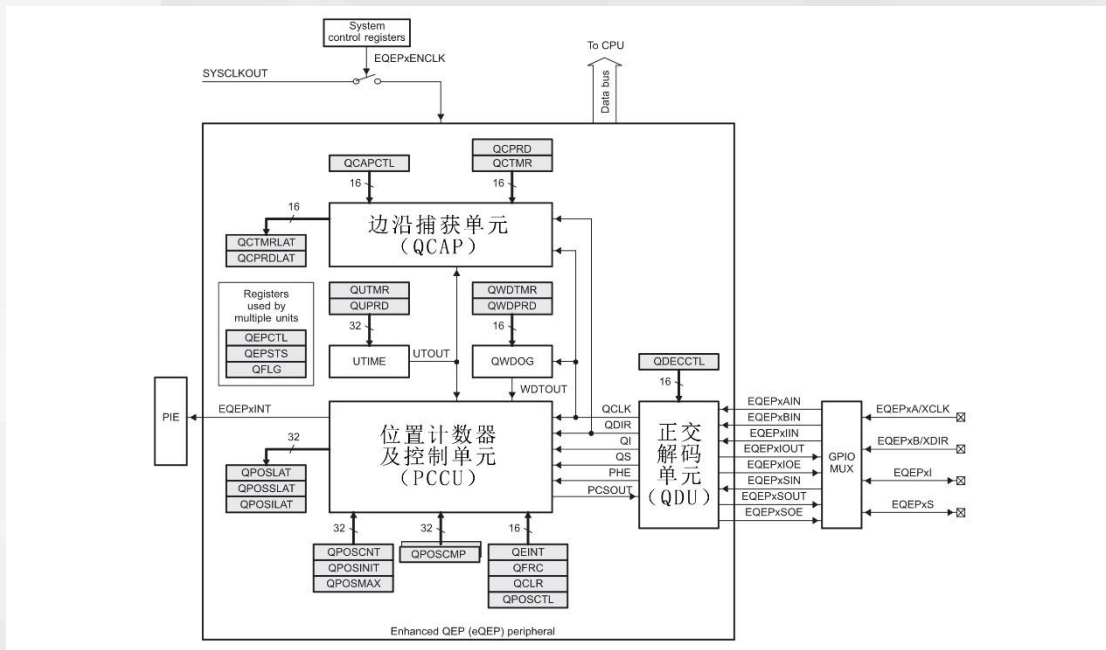 System
control registers
EQEPxENCLK
SYSCLKOUT
To CPU
Data bus
QCPRD
QCTMR
QCAPCTL
16
16
16
边沿捕获单元
(QCAP)
QCTMRLAT
QCPRDLAT
Registers
used by
multiple units
QEPCTL
QEPSTS
QFLG
QUTMR
QUPRD
32
UTIME
UTOUT
QWDTMR
QWDPRD
16
QWDOG
WDTOUT
QDECCTL
16
PIE
EQEPxINT
32
QPOSLAT
QPOSSLAT
QPOSILAT
位置计数器
及控制单元
(PCCU)
QCLK
QDIR
QI
QS
PHE
PCSOUT
正交
解码
单元
(QDU)
EQEPxAIN
EQEPxBIN
EQEPxIIN
EQEPxIOUT
EQEPxIOE
EQEPxSIN
EQEPxSOUT
EQEPxSOE
GPIO
MUX
EQEPxA/XCLK
EQEPxB/XDIR
EQEPxI
EQEPxS
32
32
16
QPOSCNT
QPOSINIT
QPOSMAX
QPOSCMP
QEINT
QFRC
QCLR
QPOSCTL
Enhanced QEP (eQEP) peripheral